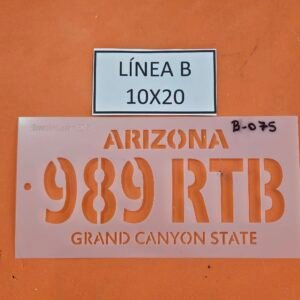 LÍNEA B
10X20
B-075
ARIZONA
989 RTB
GRAND CANYON STATE